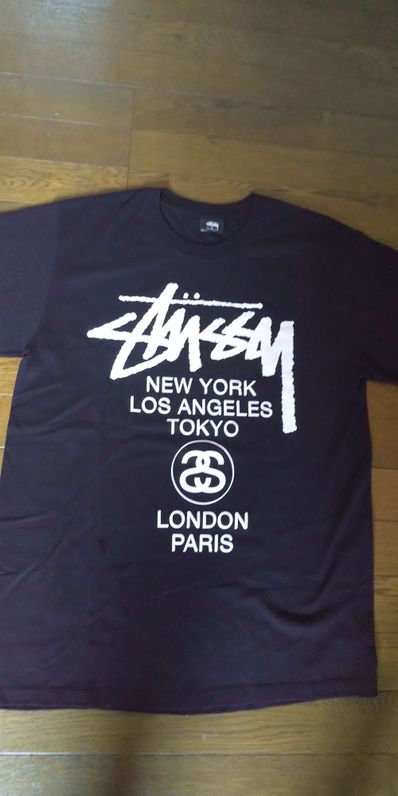 STÜSSY
NEW YORK
LOS ANGELES
TOKYO
LONDON
PARIS